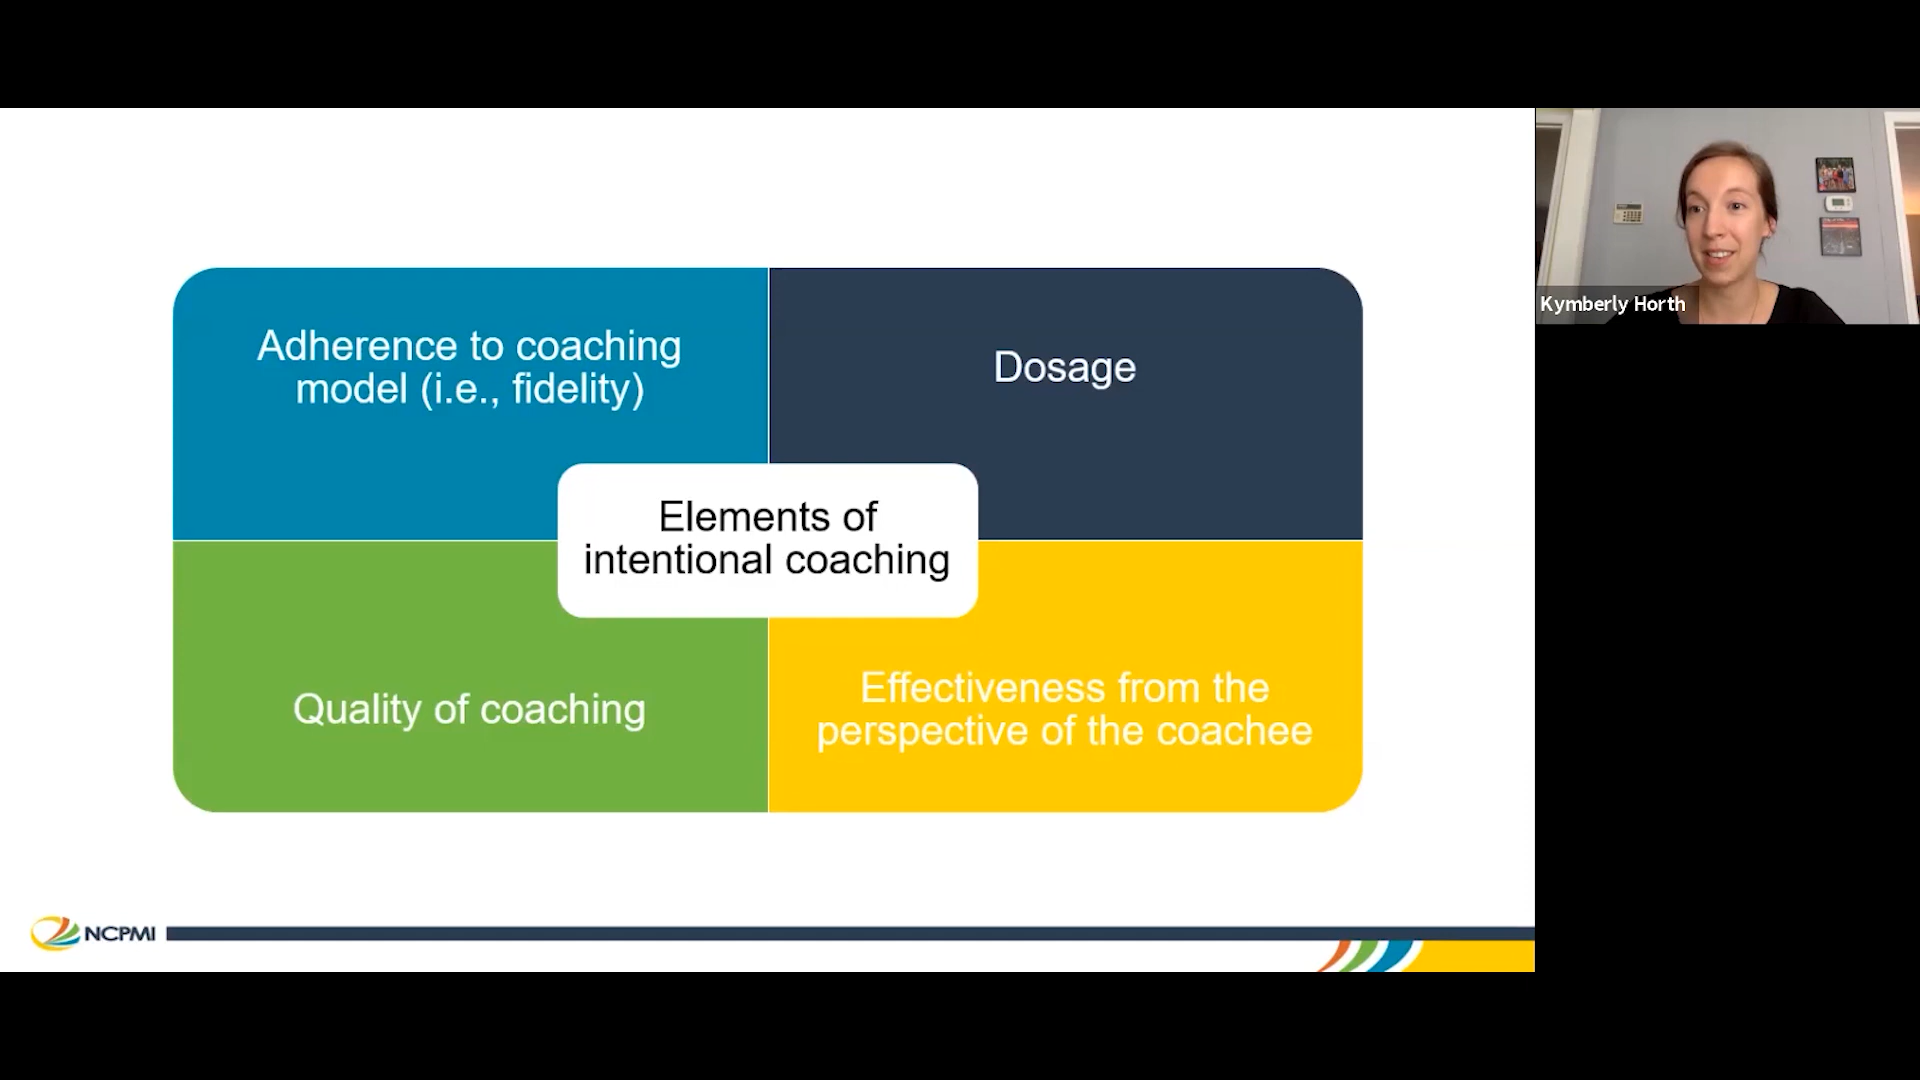 Adherence to coaching
model (i.e., fidelity)
Dosage
Elements of
intentional coaching
Quality of coaching
Effectiveness from the
perspective of the coachee
NCPMI
Kymberly Horth